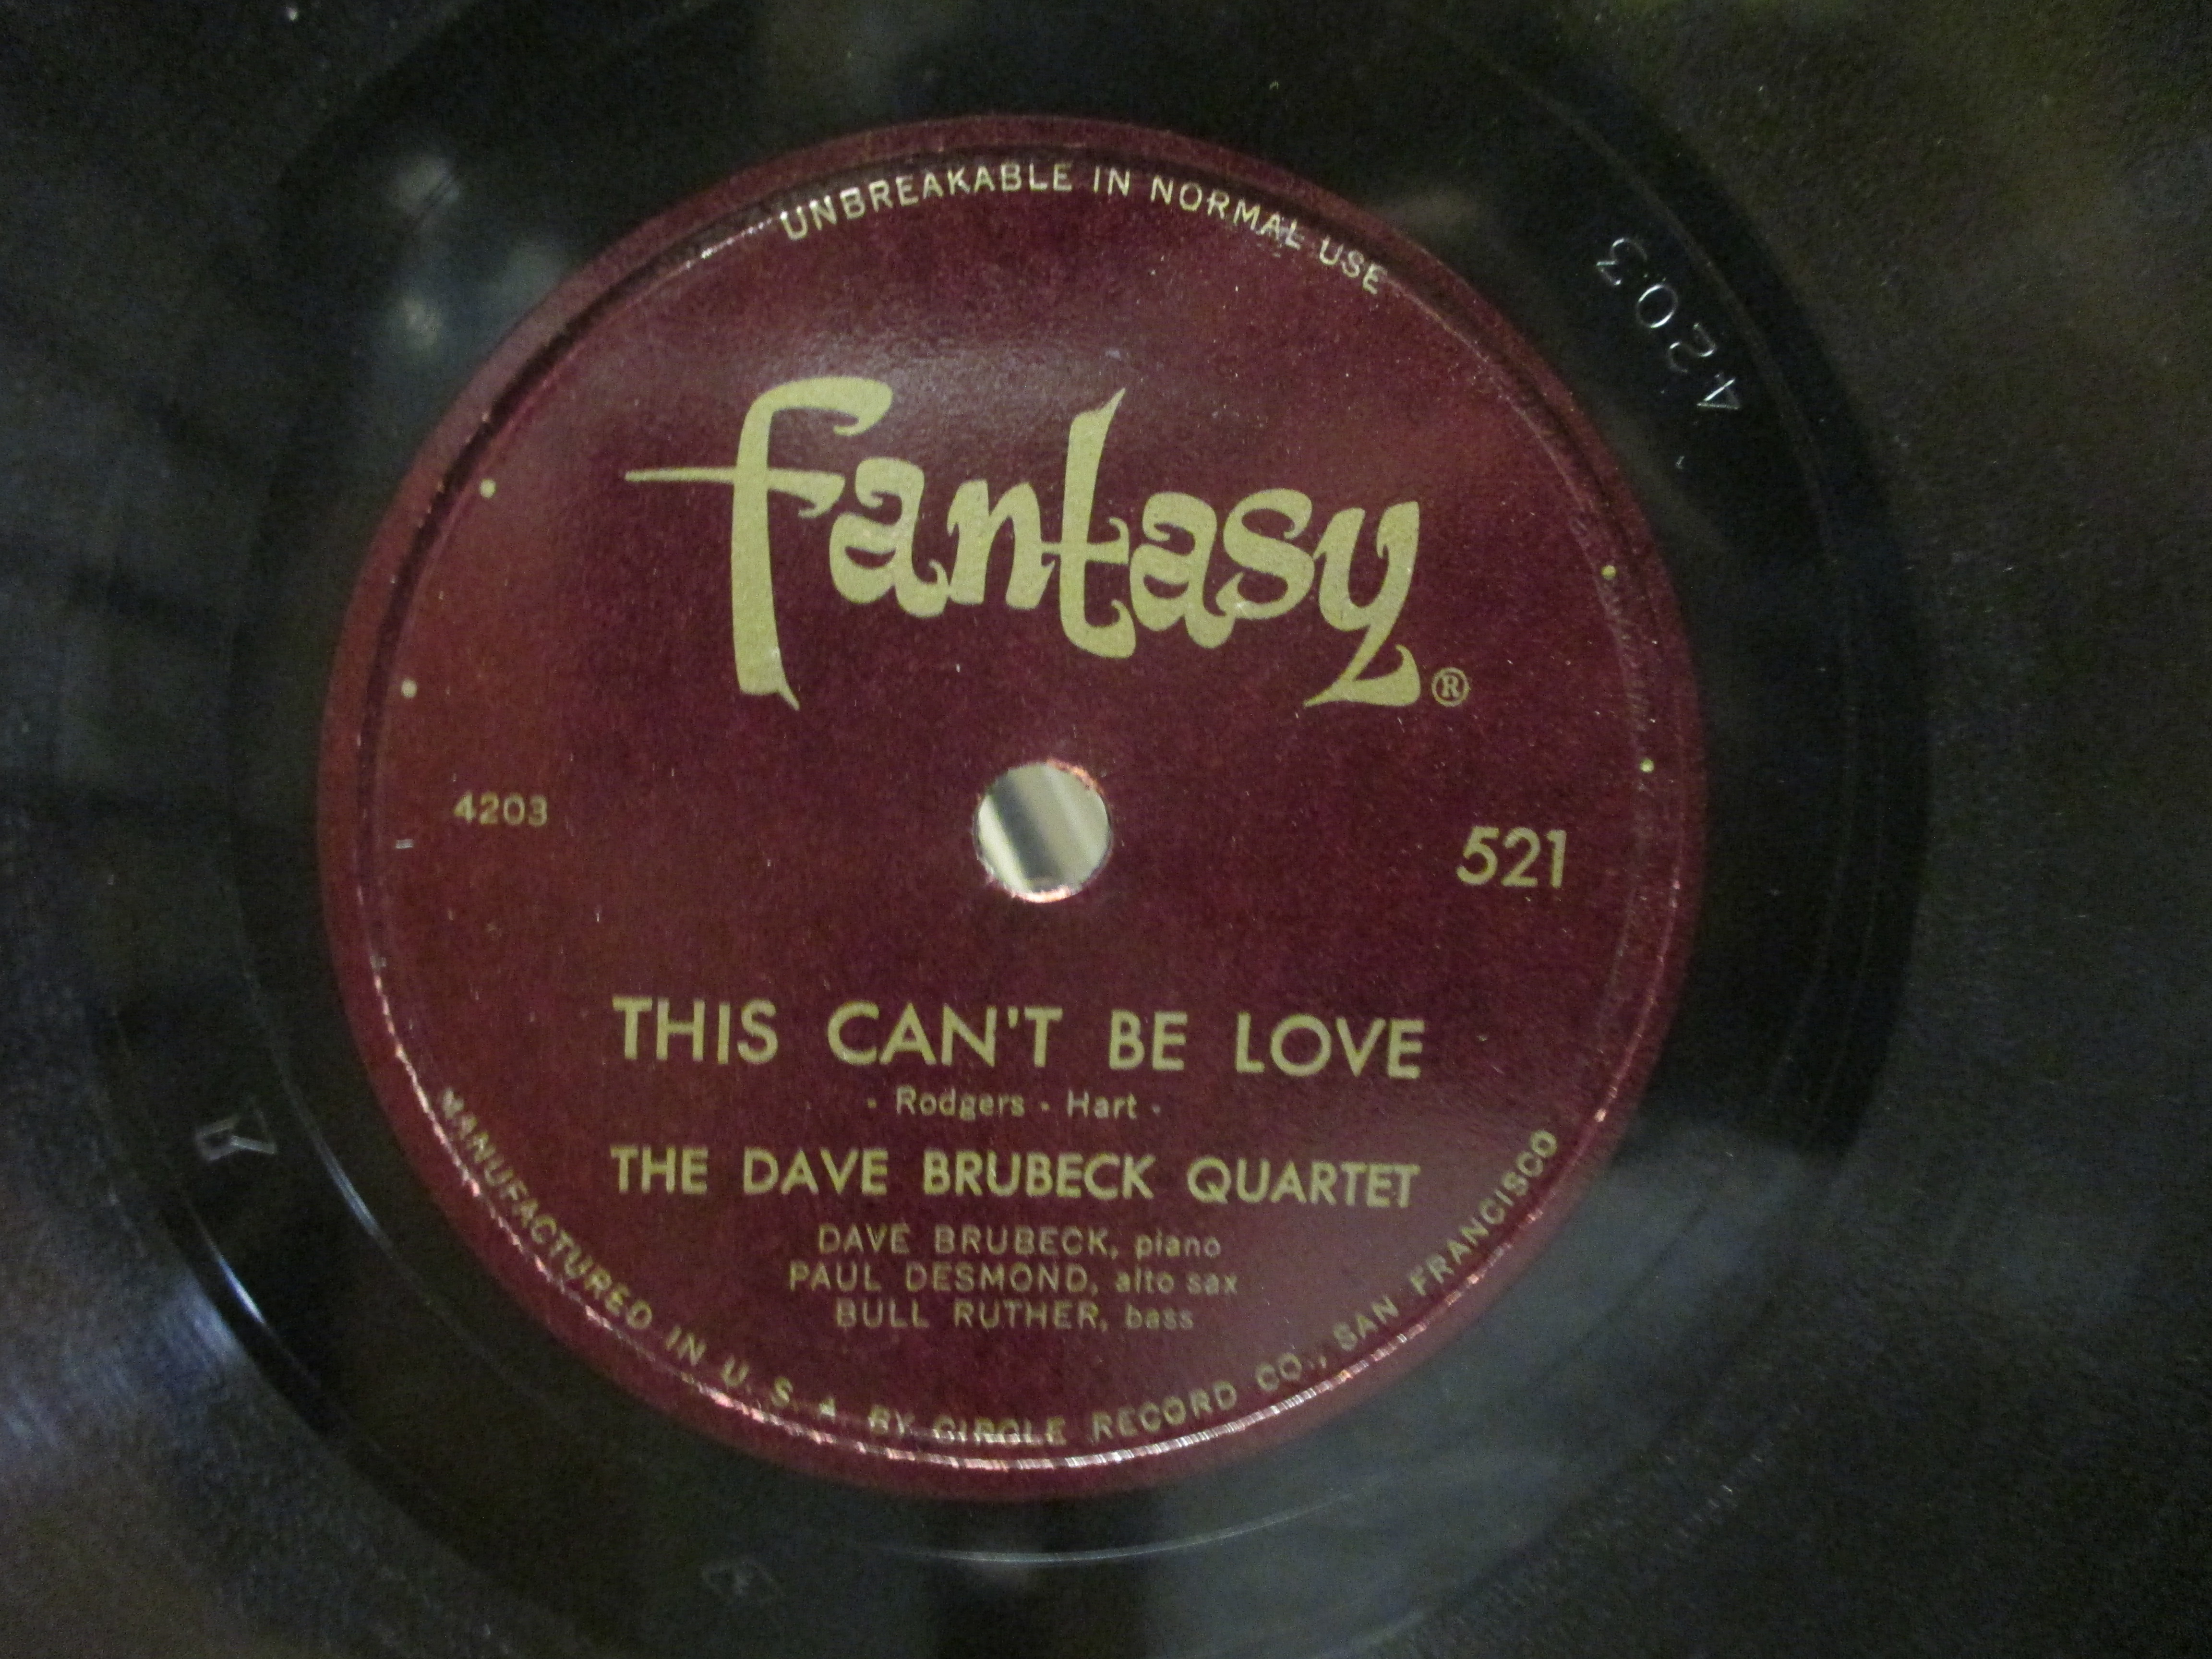 UNBREAKABLE IN NORMAL USE
4203
fantasy ®
4203
521
THIS CAN'T BE LOVE
- Rodgers - Hart -
THE DAVE BRUBECK QUARTET
DAVE BRUBECK, piano
PAUL DESMOND, alto sax
BULL RUTHER, bass
MANUFACTURED IN U. S. A. BY CIRCLE RECORD CO., SAN FRANCISCO